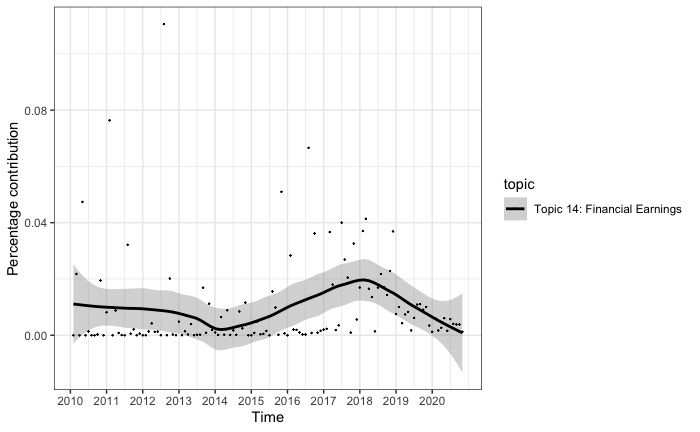 Percentage contribution
0.08
0.04
0.00
2010 2011 2012 2013 2014 2015 2016 2017 2018 2019 2020
Time
topic
Topic 14: Financial Earnings